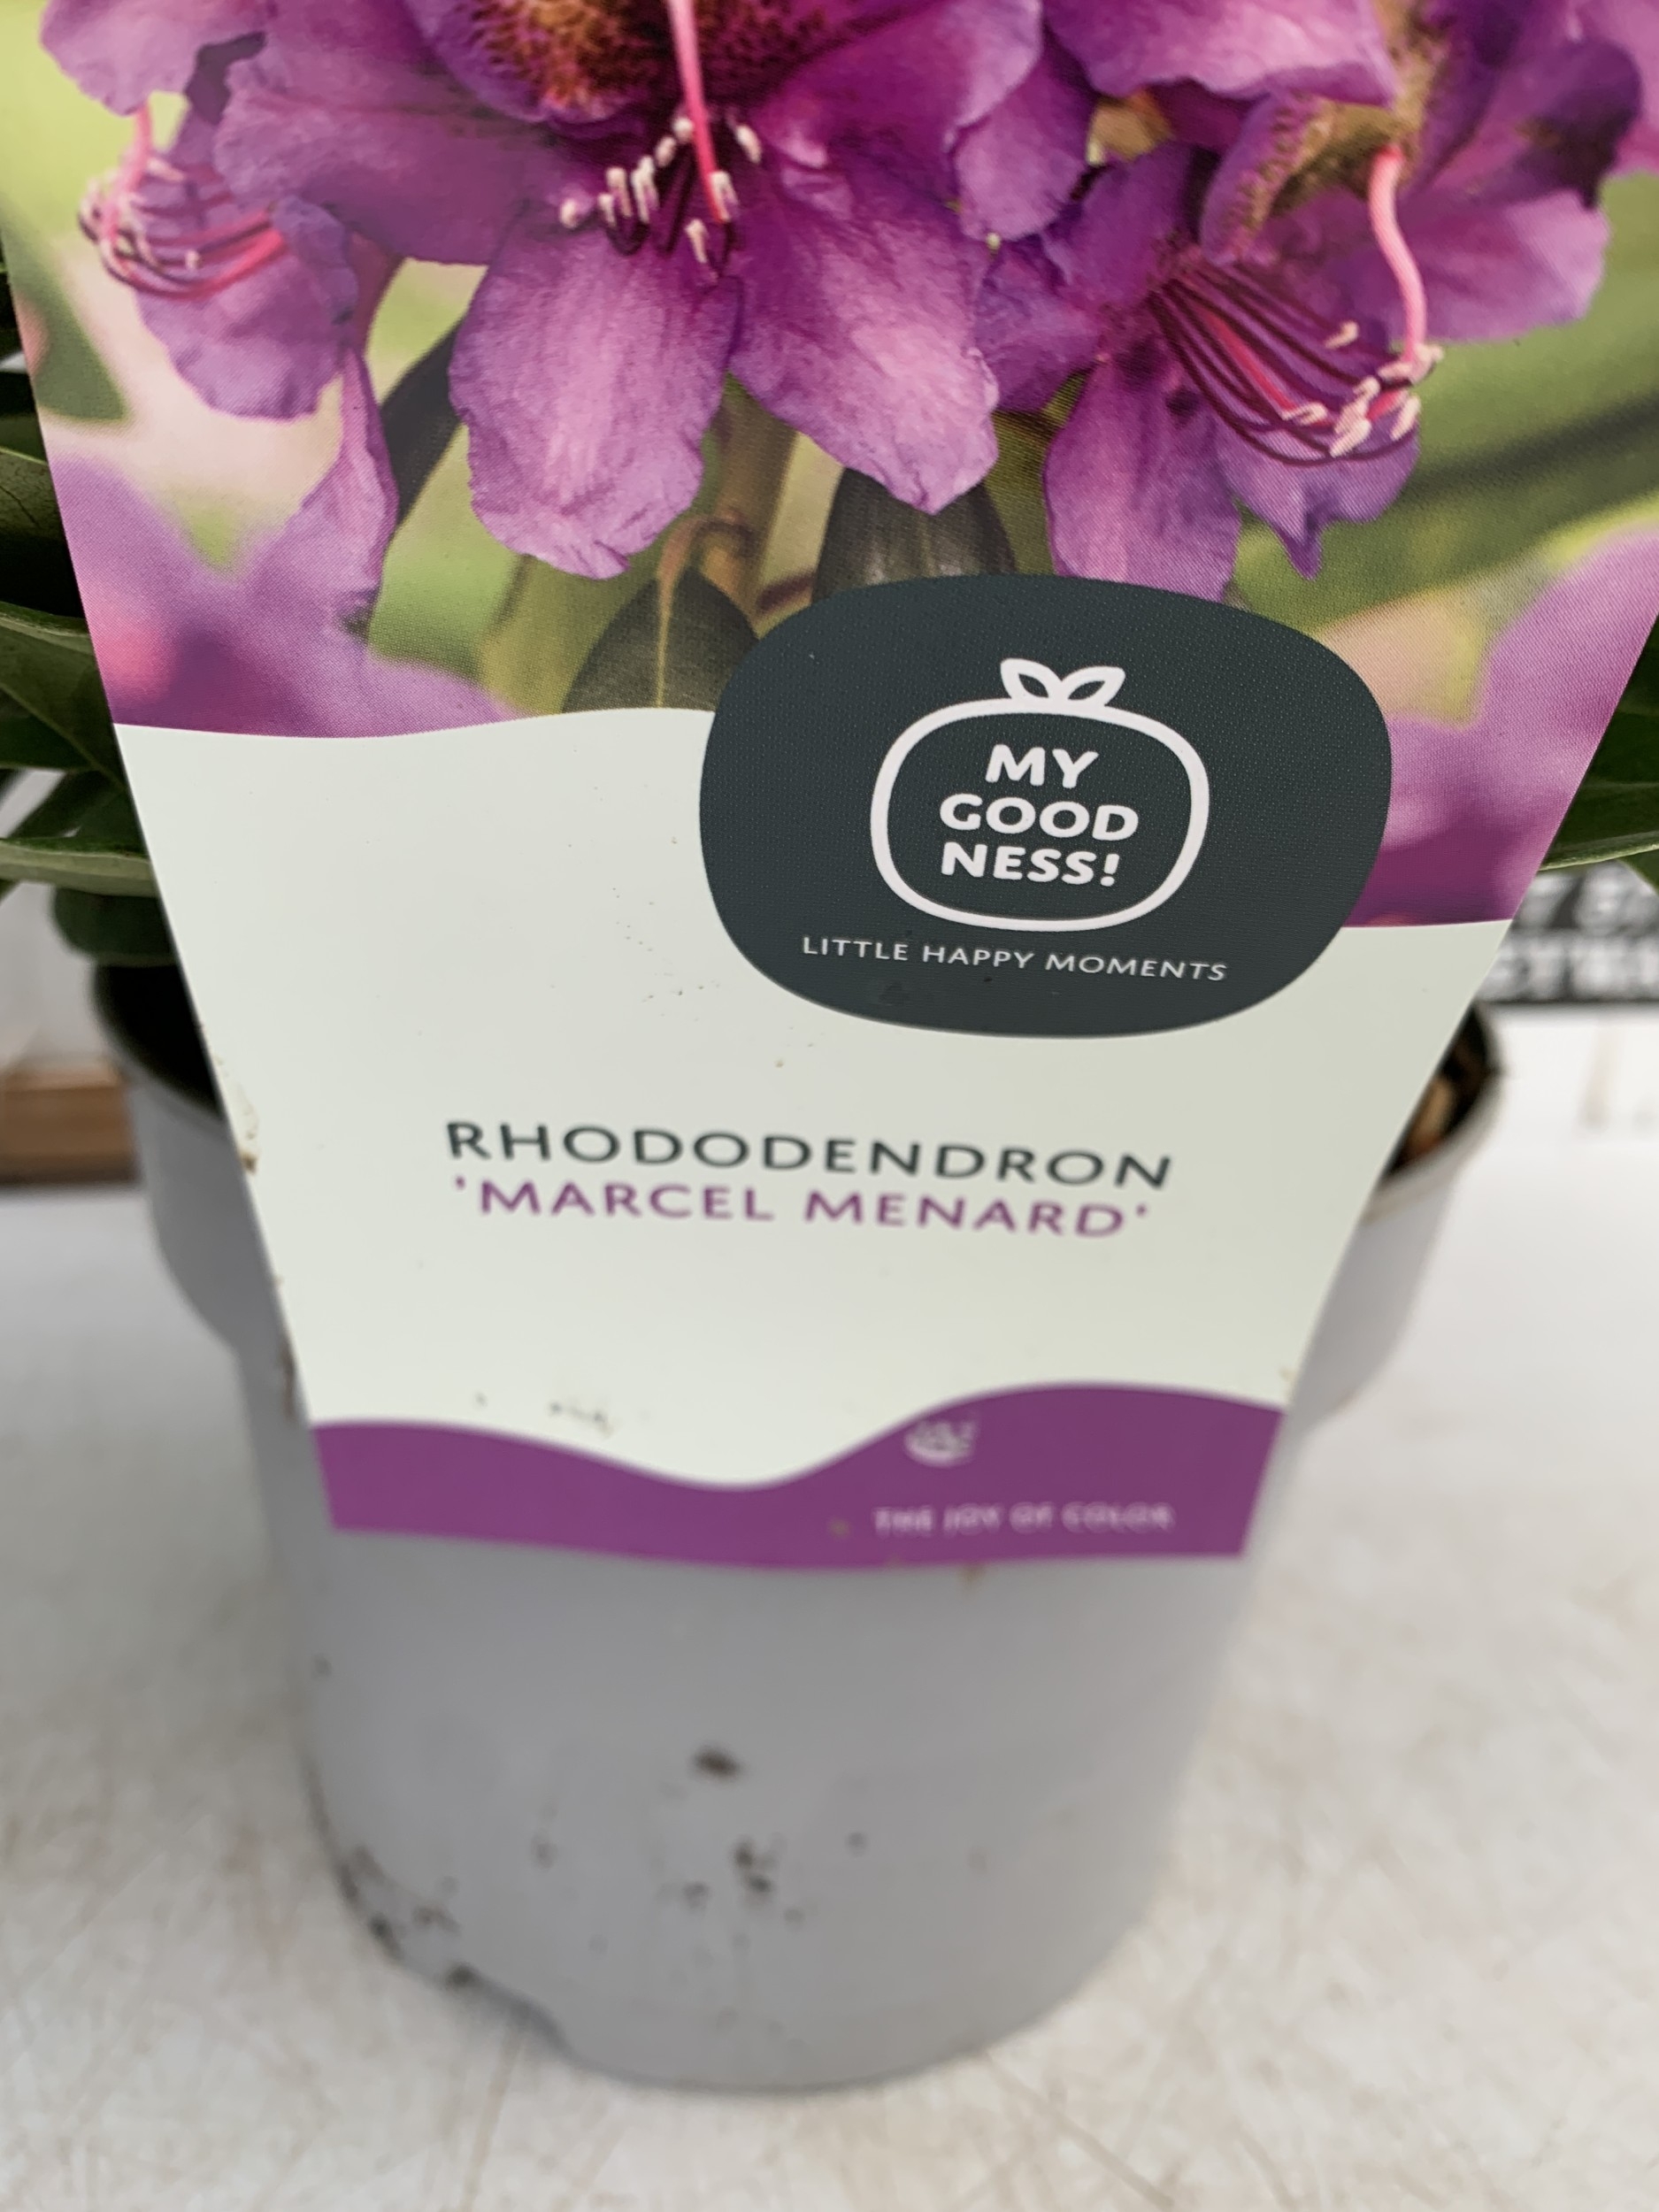 MY
GOOD
NESS!
LITTLE HAPPY MOMENTS
RHODODENDRON
'MARCEL MENARD'
THE JOY OF COLOR